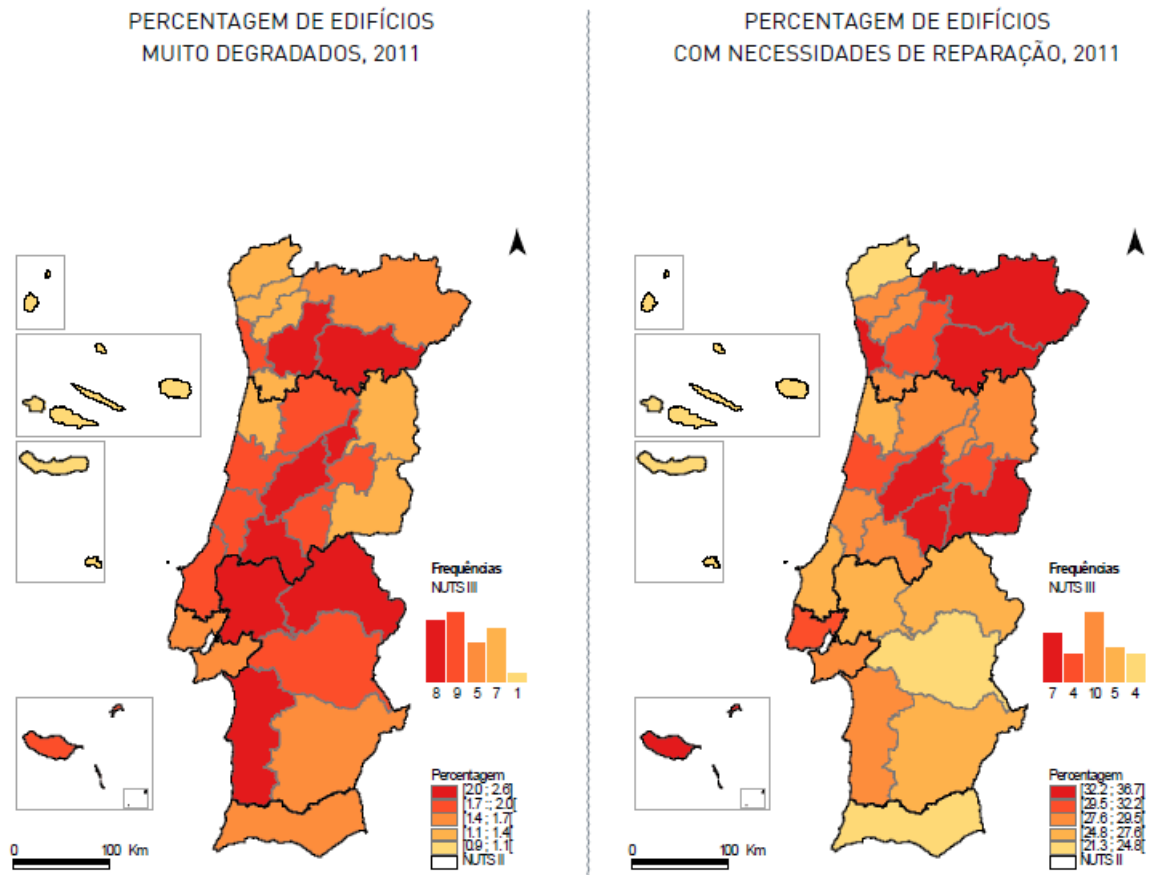 PERCENTAGEM DE EDIFÍCIOS
MUITO DEGRADADOS, 2011
Frequências
NUTS III
8 9 5 7 1
Percentagem
[2.0 ; 2.6]
[1.7 ; 2.0[
[1.4 ; 1.7[
[1.1 ; 1.4[
[0.9 ; 1.1[
NUTS II
0 100 Km
PERCENTAGEM DE EDIFÍCIOS
COM NECESSIDADES DE REPARAÇÃO, 2011
Frequências
NUTS III
7 4 10 5 4
Percentagem
[32.2 ; 36.7]
[29.5 ; 32.2[
[27.6 ; 29.5[
[24.8 ; 27.6[
[21.3 ; 24.8[
NUTS II
0 100 Km